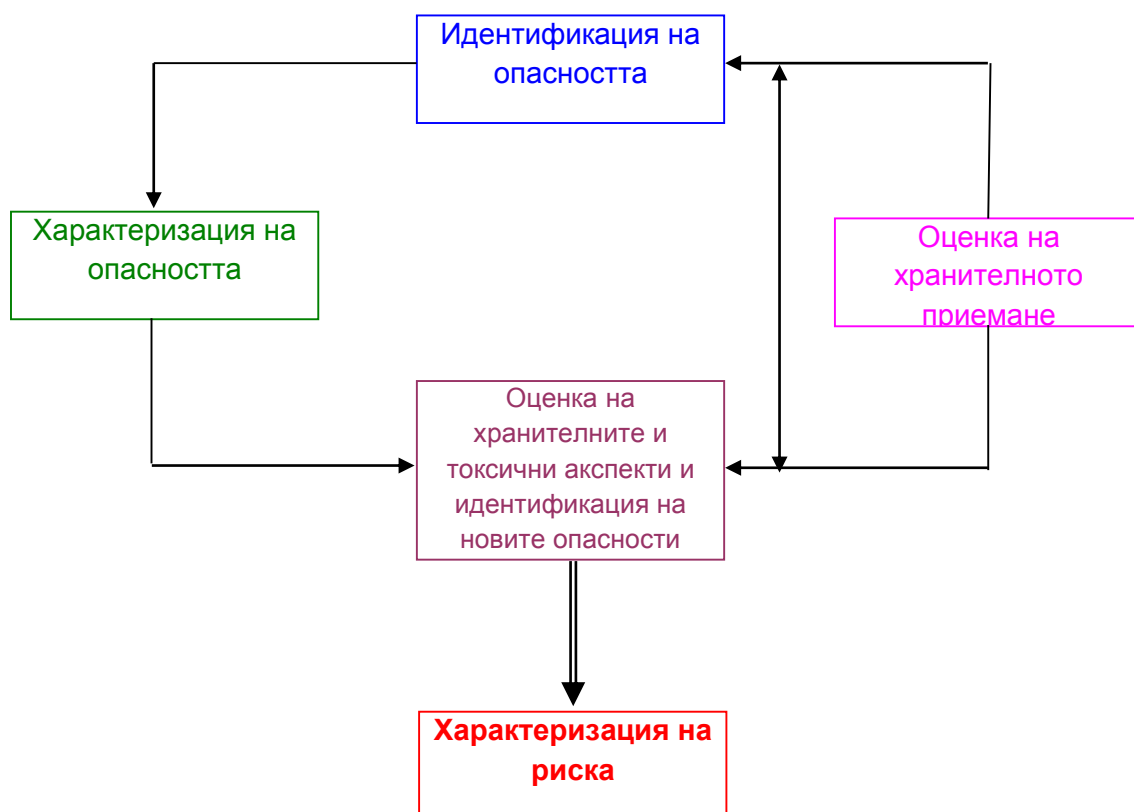 Идентификация на
опасността
Характеризация на
опасността
Оценка на
хранителното
приемане
Оценка на
хранителните и
токсични акспекти и
идентификация на
новите опасности
Характеризация на
риска